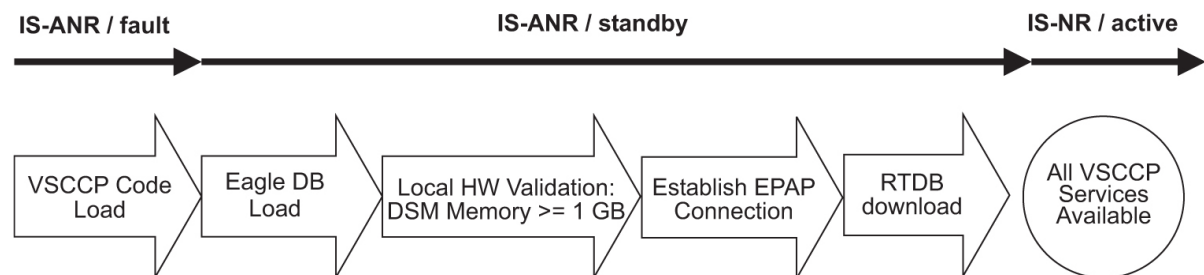 IS-ANR / fault
IS-ANR / standby
IS-NR / active
VSCCP Code
Load
Eagle DB
Load
Local HW Validation:
DSM Memory >= 1 GB
Establish EPAP
Connection
RTDB
download
All VSCCP
Services
Available